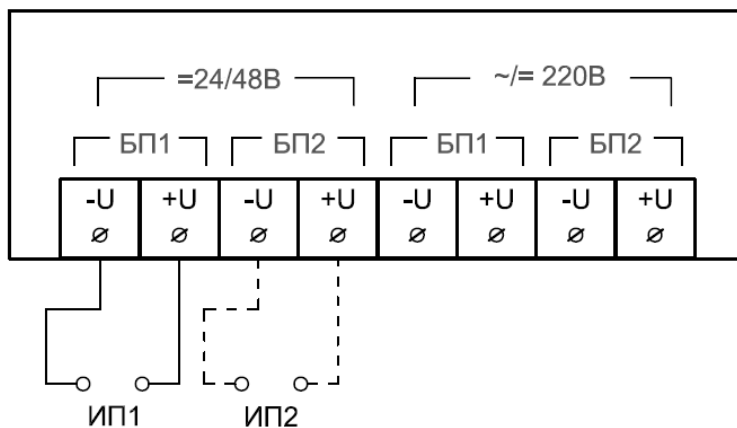 =24/48В ~/= 220В
БП1 БП2 БП1 БП2
-U +U -U +U -U +U -U +U
ИП1 ИП2